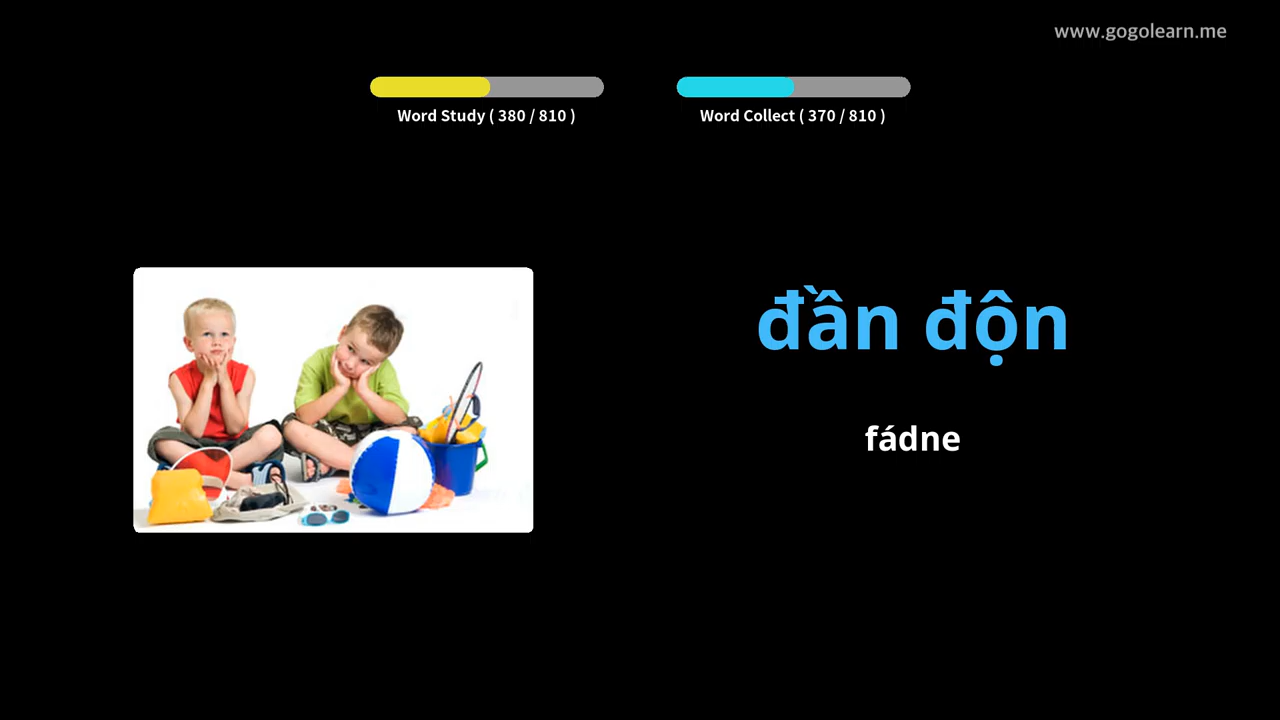 www.gogolearn.me
Word Study ( 380 / 810 )
Word Collect ( 370 / 810 )
đần độn
fádne